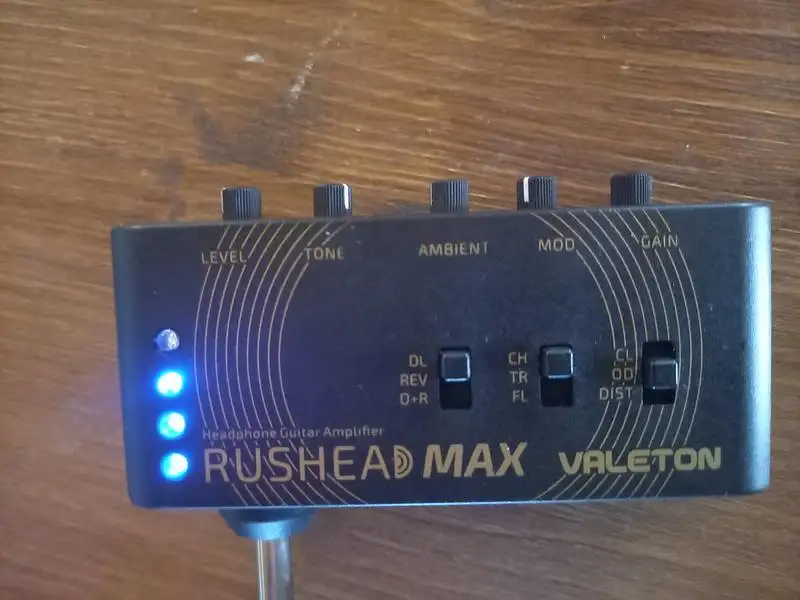 LEVEL
TONE
AMBIENT
MOD
GAIN
DL
REV
D+R
CH
TR
FL
CL
OD
DIST
Headphone Guitar Amplifier
RUSHEAD MAX
VALETON